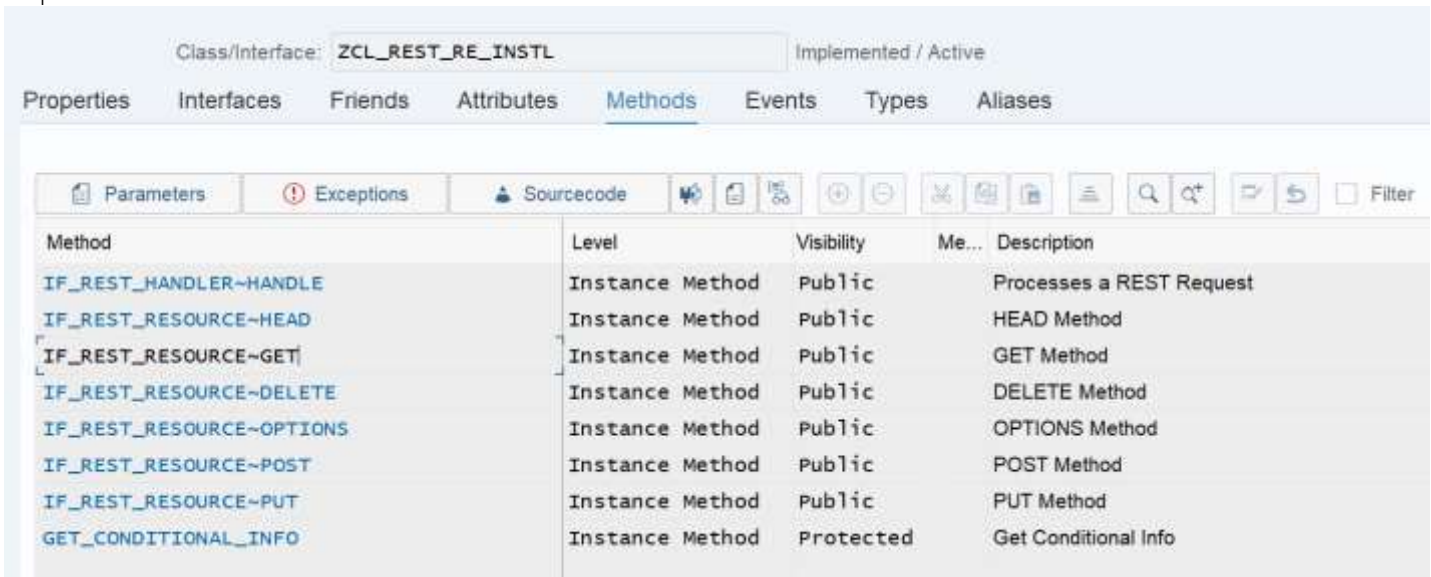 Class/Interface: ZCL_REST_RE_INSTL Implemented / Active
Properties Interfaces Friends Attributes Methods Events Types Aliases
Parameters Exceptions Sourcecode Filter
Method Level Visibility Me... Description
IF_REST_HANDLER~HANDLE Instance Method Public Processes a REST Request
IF_REST_RESOURCE~HEAD Instance Method Public HEAD Method
IF_REST_RESOURCE~GET Instance Method Public GET Method
IF_REST_RESOURCE~DELETE Instance Method Public DELETE Method
IF_REST_RESOURCE~OPTIONS Instance Method Public OPTIONS Method
IF_REST_RESOURCE~POST Instance Method Public POST Method
IF_REST_RESOURCE~PUT Instance Method Public PUT Method
GET_CONDITIONAL_INFO Instance Method Protected Get Conditional Info